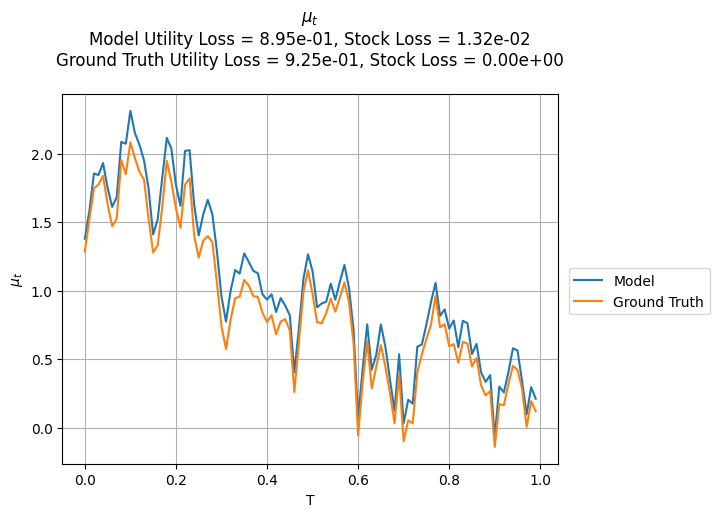 μ_t
Model Utility Loss = 8.95e-01, Stock Loss = 1.32e-02
Ground Truth Utility Loss = 9.25e-01, Stock Loss = 0.00e+00
2.0
1.5
1.0
0.5
0.0
μ_t
0.0 0.2 0.4 0.6 0.8 1.0
T
Model
Ground Truth